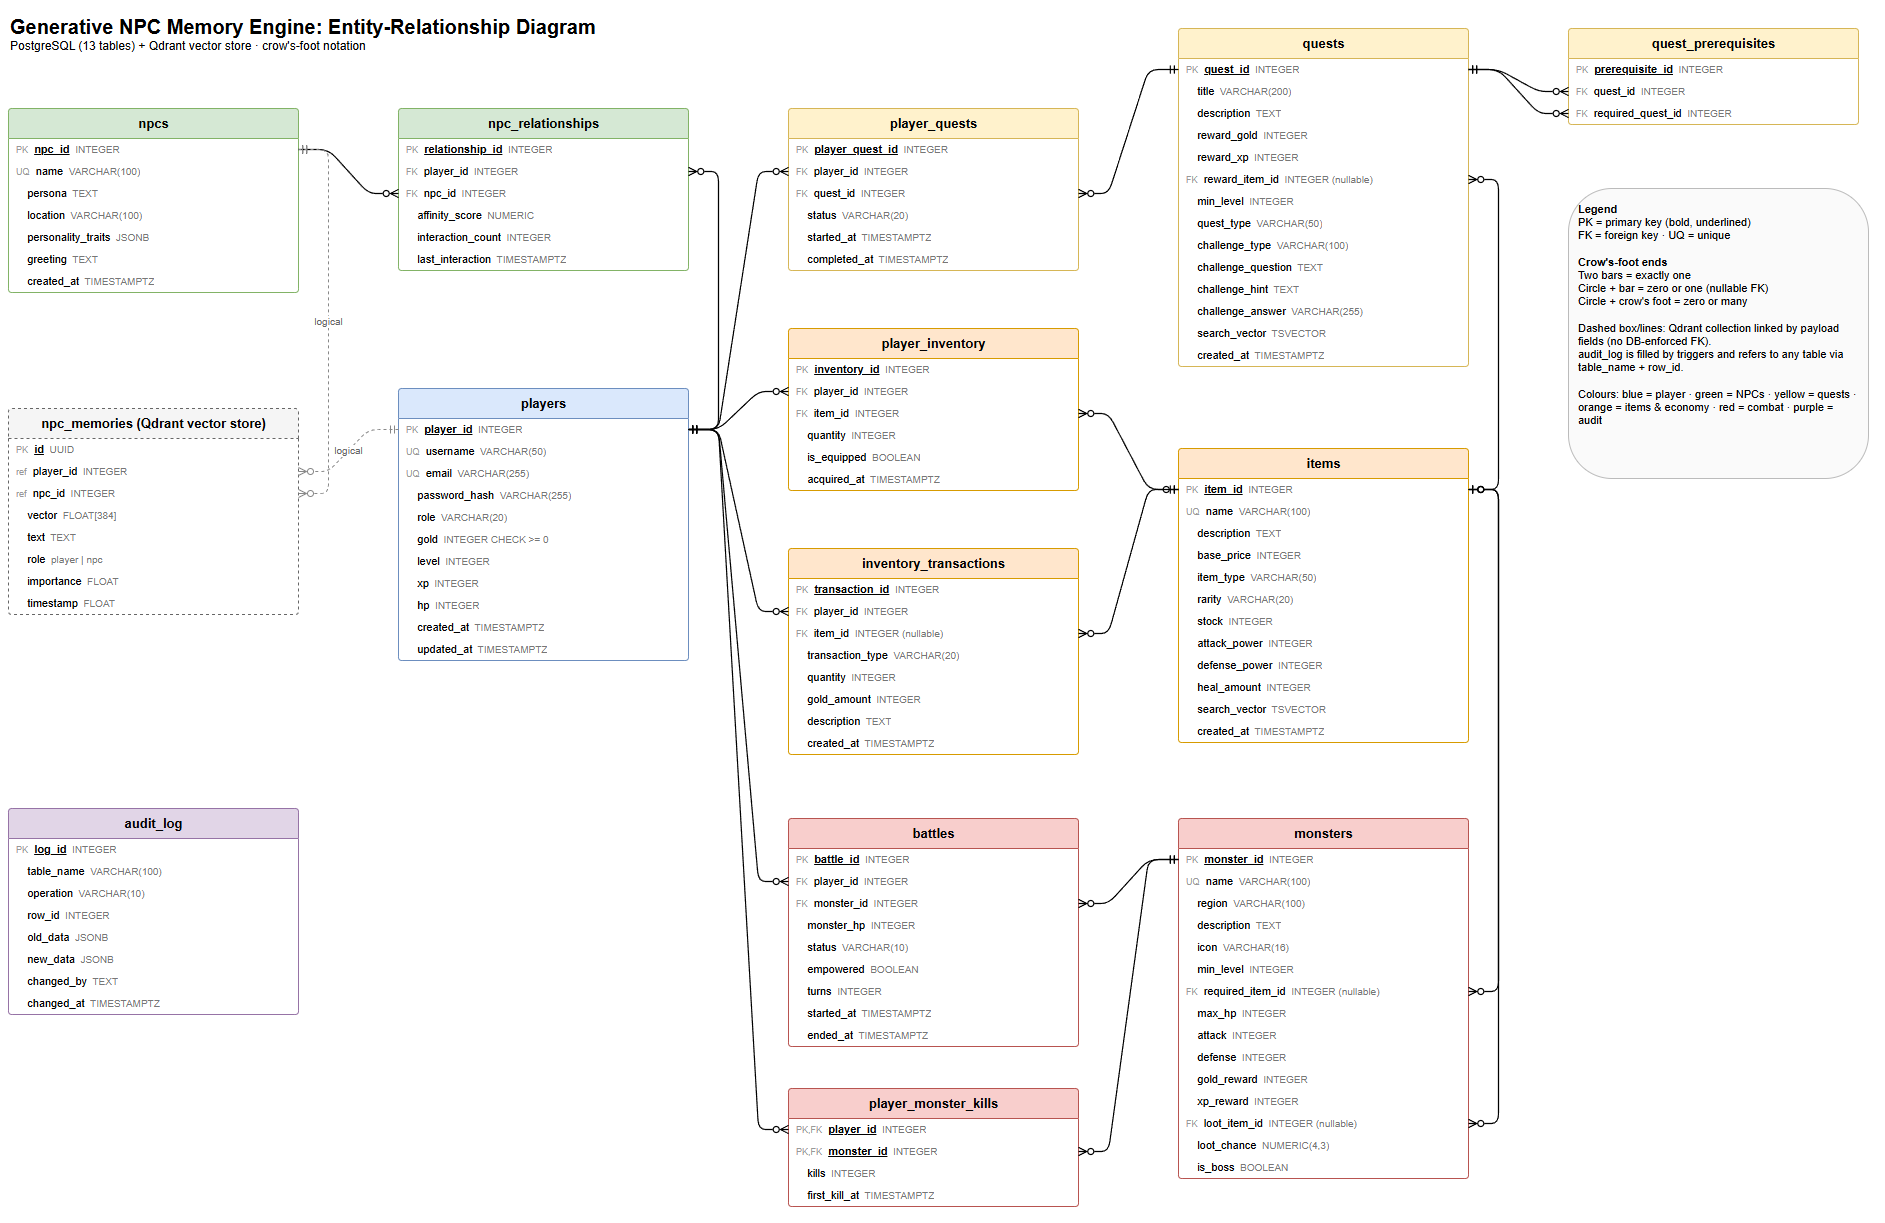 Generative NPC Memory Engine: Entity-Relationship Diagram
PostgreSQL (13 tables) + Qdrant vector store · crow's-foot notation
npcs
PK npc_id INTEGER
UQ name VARCHAR(100)
persona TEXT
location VARCHAR(100)
personality_traits JSONB
greeting TEXT
created_at TIMESTAMPTZ
npc_relationships
PK relationship_id INTEGER
FK player_id INTEGER
FK npc_id INTEGER
affinity_score NUMERIC
interaction_count INTEGER
last_interaction TIMESTAMPTZ
player_quests
PK player_quest_id INTEGER
FK player_id INTEGER
FK quest_id INTEGER
status VARCHAR(20)
started_at TIMESTAMPTZ
completed_at TIMESTAMPTZ
quests
PK quest_id INTEGER
title VARCHAR(200)
description TEXT
reward_gold INTEGER
reward_xp INTEGER
FK reward_item_id INTEGER (nullable)
min_level INTEGER
quest_type VARCHAR(50)
challenge_type VARCHAR(100)
challenge_question TEXT
challenge_hint TEXT
challenge_answer VARCHAR(255)
search_vector TSVECTOR
created_at TIMESTAMPTZ
quest_prerequisites
PK prerequisite_id INTEGER
FK quest_id INTEGER
FK required_quest_id INTEGER
Legend
PK = primary key (bold, underlined)
FK = foreign key · UQ = unique
Crow's-foot ends
Two bars = exactly one
Circle + bar = zero or one (nullable FK)
Circle + crow's foot = zero or many
Dashed box/lines: Qdrant collection linked by payload
fields (no DB-enforced FK).
audit_log is filled by triggers and refers to any table via
table_name + row_id.
Colours: blue = player · green = NPCs · yellow = quests ·
orange = items & economy · red = combat · purple =
audit
logical
npc_memories (Qdrant vector store)
PK id UUID
ref player_id INTEGER
ref npc_id INTEGER
vector FLOAT[384]
text TEXT
role player | npc
importance FLOAT
timestamp FLOAT
logical
players
PK player_id INTEGER
UQ username VARCHAR(50)
UQ email VARCHAR(255)
password_hash VARCHAR(255)
role VARCHAR(20)
gold INTEGER CHECK >= 0
level INTEGER
xp INTEGER
hp INTEGER
created_at TIMESTAMPTZ
updated_at TIMESTAMPTZ
player_inventory
PK inventory_id INTEGER
FK player_id INTEGER
FK item_id INTEGER
quantity INTEGER
is_equipped BOOLEAN
acquired_at TIMESTAMPTZ
inventory_transactions
PK transaction_id INTEGER
FK player_id INTEGER
FK item_id INTEGER (nullable)
transaction_type VARCHAR(20)
quantity INTEGER
gold_amount INTEGER
description TEXT
created_at TIMESTAMPTZ
items
PK item_id INTEGER
UQ name VARCHAR(100)
description TEXT
base_price INTEGER
item_type VARCHAR(50)
rarity VARCHAR(20)
stock INTEGER
attack_power INTEGER
defense_power INTEGER
heal_amount INTEGER
search_vector TSVECTOR
created_at TIMESTAMPTZ
audit_log
PK log_id INTEGER
table_name VARCHAR(100)
operation VARCHAR(10)
row_id INTEGER
old_data JSONB
new_data JSONB
changed_by TEXT
changed_at TIMESTAMPTZ
battles
PK battle_id INTEGER
FK player_id INTEGER
FK monster_id INTEGER
monster_hp INTEGER
status VARCHAR(10)
empowered BOOLEAN
turns INTEGER
started_at TIMESTAMPTZ
ended_at TIMESTAMPTZ
player_monster_kills
PK,FK player_id INTEGER
PK,FK monster_id INTEGER
kills INTEGER
first_kill_at TIMESTAMPTZ
monsters
PK monster_id INTEGER
UQ name VARCHAR(100)
region VARCHAR(100)
description TEXT
icon VARCHAR(16)
min_level INTEGER
FK required_item_id INTEGER (nullable)
max_hp INTEGER
attack INTEGER
defense INTEGER
gold_reward INTEGER
xp_reward INTEGER
FK loot_item_id INTEGER (nullable)
loot_chance NUMERIC(4,3)
is_boss BOOLEAN